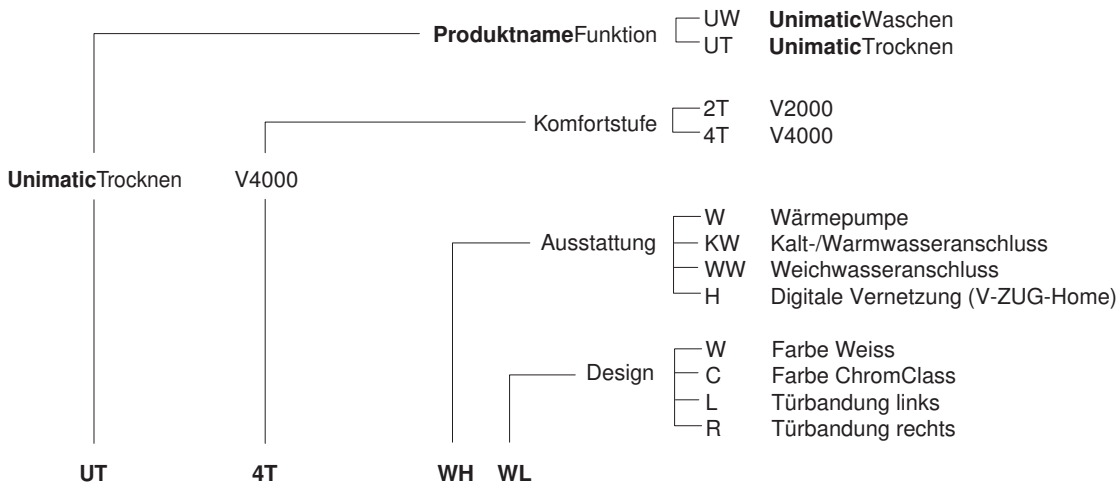 ProduktnameFunktion UW UnimaticWaschen
UT UnimaticTrocknen
Komfortstufe 2T V2000
4T V4000
UnimaticTrocknen V4000
W Wärmepumpe
Ausstattung KW Kalt-/Warmwasseranschluss
WW Weichwasseranschluss
H Digitale Vernetzung (V-ZUG-Home)
W Farbe Weiss
Design C Farbe ChromClass
L Türbandung links
R Türbandung rechts
UT 4T WH WL